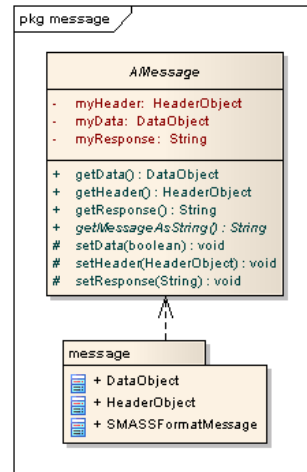 pkg message
AMessage
- myHeader: HeaderObject
- myData: DataObject
- myResponse: String
+ getData() : DataObject
+ getHeader() : HeaderObject
+ getResponse() : String
+ getMessageAsString() : String
# setData(boolean) : void
# setHeader(HeaderObject) : void
# setResponse(String) : void
message
+ DataObject
+ HeaderObject
+ SMASSFormatMessage